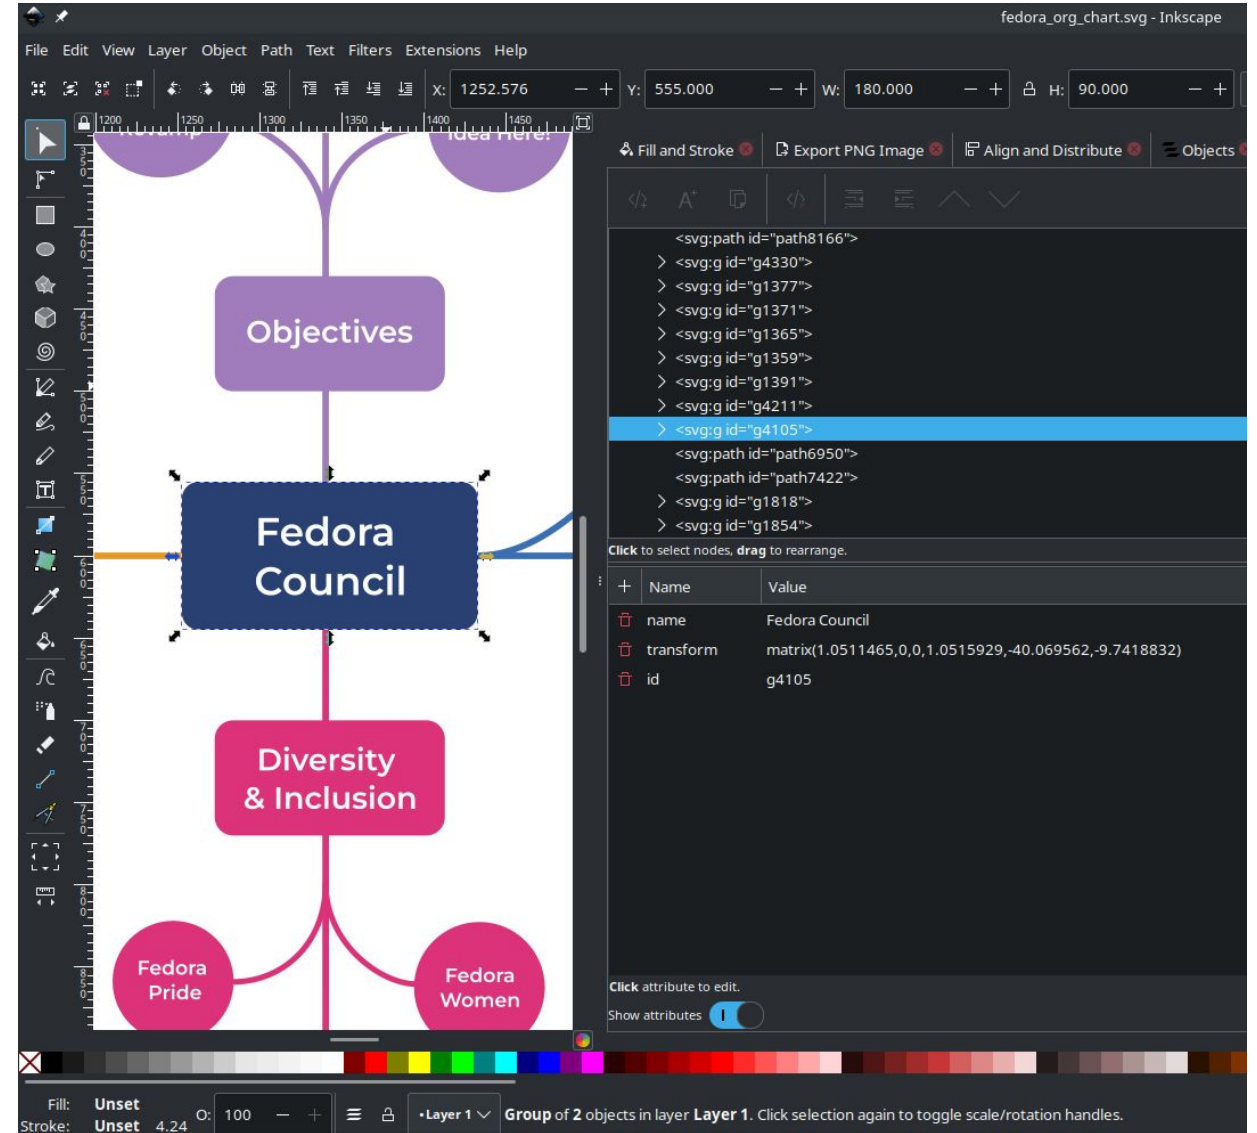 fedora_org_chart.svg - Inkscape
File Edit View Layer Object Path Text Filters Extensions Help
X: 1252.576 − + Y: 555.000 − + W: 180.000 − + H: 90.000 − +
1200 1250 1300 1350 1400 1450
Idea Here!
Objectives
Fedora
Council
Diversity
& Inclusion
Fedora
Pride
Fedora
Women
Fill and Stroke Export PNG Image Align and Distribute Objects
<svg:path id="path8166">
<svg:g id="g4330">
<svg:g id="g1377">
<svg:g id="g1371">
<svg:g id="g1365">
<svg:g id="g1359">
<svg:g id="g1391">
<svg:g id="g4211">
<svg:g id="g4105">
<svg:path id="path6950">
<svg:path id="path7422">
<svg:g id="g1818">
<svg:g id="g1854">
Click to select nodes, drag to rearrange.
+ Name Value
name Fedora Council
transform matrix(1.0511465,0,0,1.0515929,-40.069562,-9.7418832)
id g4105
Click attribute to edit.
Show attributes
Fill: Unset
Stroke: Unset 4.24
O: 100 − +
•Layer 1
Group of 2 objects in layer Layer 1. Click selection again to toggle scale/rotation handles.